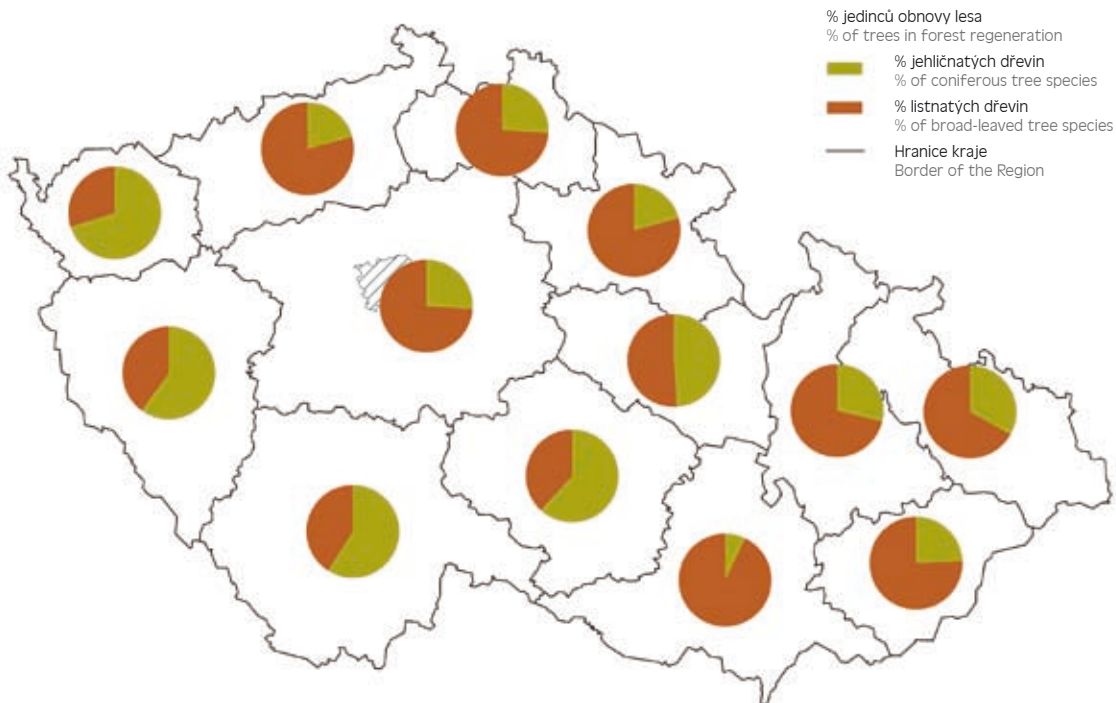 % jedinců obnovy lesa
% of trees in forest regeneration
% jehličnatých dřevin
% of coniferous tree species
% listnatých dřevin
% of broad-leaved tree species
Hranice kraje
Border of the Region